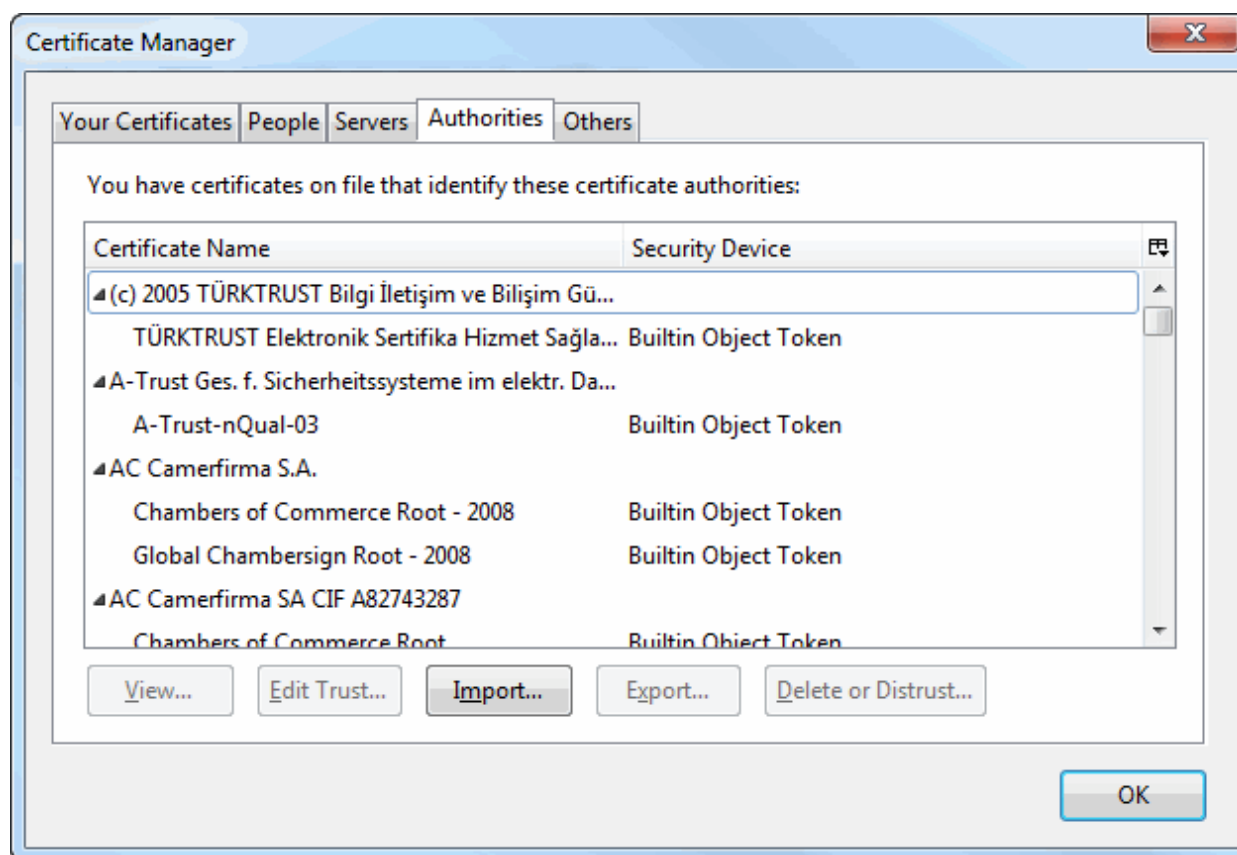 Certificate Manager
Your Certificates People Servers Authorities Others
You have certificates on file that identify these certificate authorities:
Certificate Name Security Device
(c) 2005 TÜRKTRUST Bilgi İletişim ve Bilişim Gü...
TÜRKTRUST Elektronik Sertifika Hizmet Sağla... Builtin Object Token
A-Trust Ges. f. Sicherheitssysteme im elektr. Da...
A-Trust-nQual-03 Builtin Object Token
AC Camerfirma S.A.
Chambers of Commerce Root - 2008 Builtin Object Token
Global Chambersign Root - 2008 Builtin Object Token
AC Camerfirma SA CIF A82743287
Chambers of Commerce Root Builtin Object Token
View... Edit Trust... Import... Export... Delete or Distrust...
OK